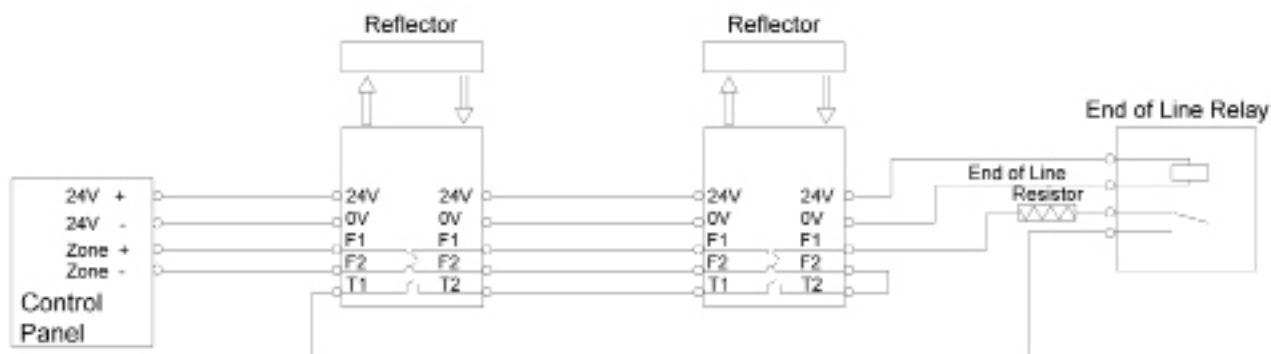 Reflector
Reflector
End of Line Relay
24V +
24V -
Zone +
Zone -
Control
Panel
24V 24V
0V 0V
F1 F1
F2 F2
T1 T2
24V 24V
0V 0V
F1 F1
F2 F2
T1 T2
End of Line
Resistor